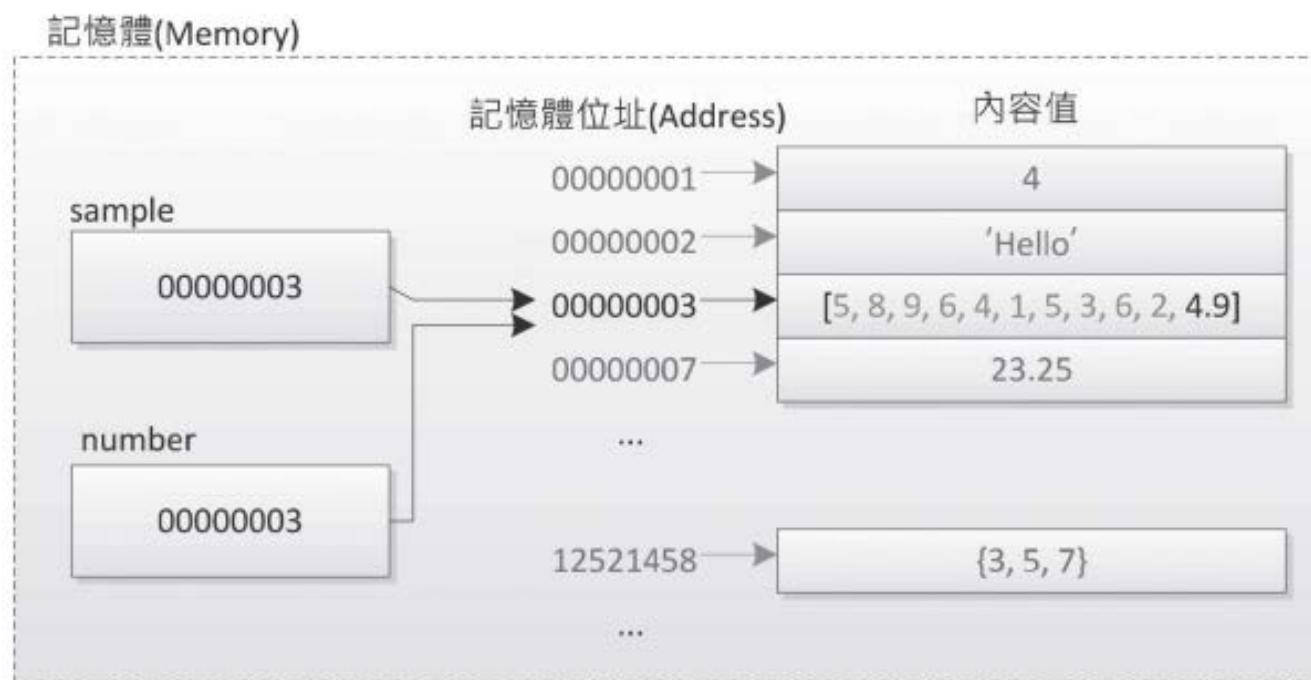 記憶體(Memory)
記憶體位址(Address)
內容值
00000001
4
sample
00000002
'Hello'
00000003
00000003
[5, 8, 9, 6, 4, 1, 5, 3, 6, 2, 4.9]
00000007
23.25
...
number
00000003
12521458
{3, 5, 7}
...